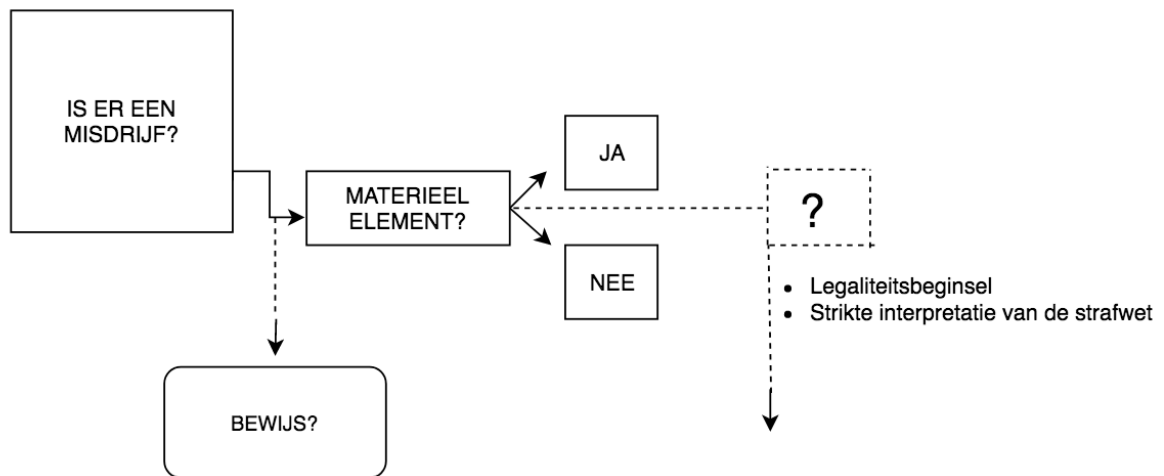 IS ER EEN
MISDRIJF?
MATERIEEL
ELEMENT?
JA
NEE
?
• Legaliteitsbeginsel
• Strikte interpretatie van de strafwet
BEWIJS?